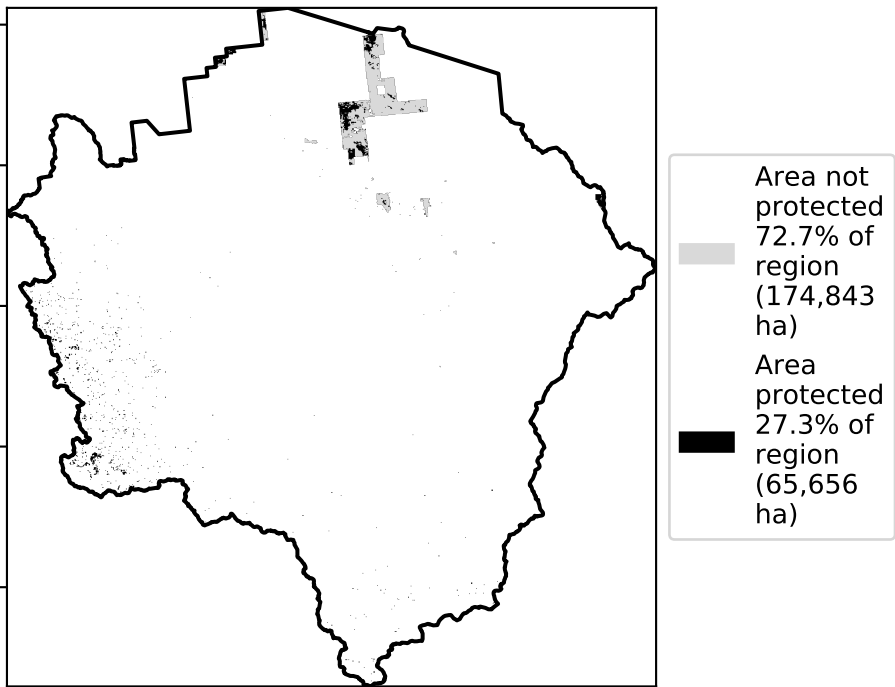 Area not
protected
72.7% of
region
(174,843
ha)
Area
protected
27.3% of
region
(65,656
ha)